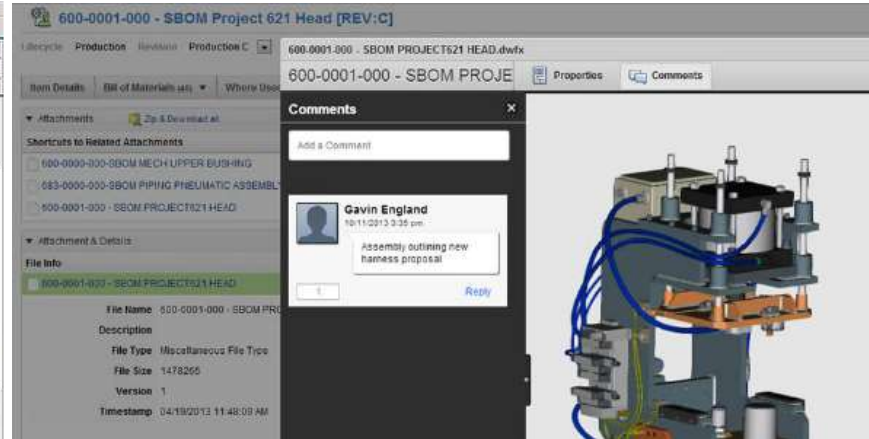 600-0001-000 - SBOM Project 621 Head [REV:C]
Lifecycle Production Revision Production C
600-0001-000 - SBOM PROJECT621 HEAD.dwfx
600-0001-000 - SBOM PROJE
Properties
Comments
Item Details
Bill of Materials
Where Used
Comments
×
Attachments
Zip & Download all
Add a Comment
Shortcuts to Related Attachm
600-0000-000-SBOM MECH UPPER BUSHING
683-0000-000-SBOM PIPING PNEUMATIC ASSEMBL
600-0001-000 - SBOM PROJECT621 HEAD
Gavin England
10/11/2013 3:35 pm
Assembly outlining new
harness proposal
Reply
Attachment & Details
File Info
600-0001-000 - SBOM PROJECT621 HEAD
File Name 600-0001-000 - SBOM PRO
Description
File Type Miscellaneous File Type
File Size 1478265
Version 1
Timestamp 04/19/2013 11:48:09 AM